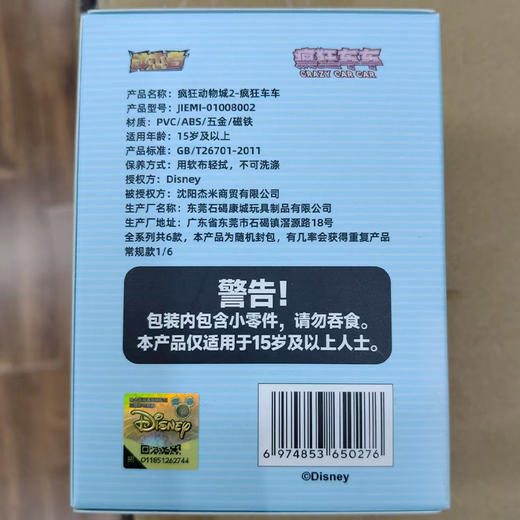 疯狂车车
CRAZY CAR CAR
产品名称：疯狂动物城2-疯狂车车
产品型号：JIEMI-01008002
材质：PVC/ABS/五金/磁铁
适用年龄：15岁及以上
产品标准：GB/T26701-2011
保养方式：用软布轻拭，不可洗涤
授权方：Disney
被授权方：沈阳杰米商贸有限公司
生产厂名称：东莞石碣康城玩具制品有限公司
生产厂地址：广东省东莞市石碣镇滘源路18号
全系列共6款，本产品为随机封包，有几率会获得重复产品
常规款1/6
警告！
包装内包含小零件，请勿吞食。
本产品仅适用于15岁及以上人士。
Disney
D11851262744
6 974853 650276
©Disney